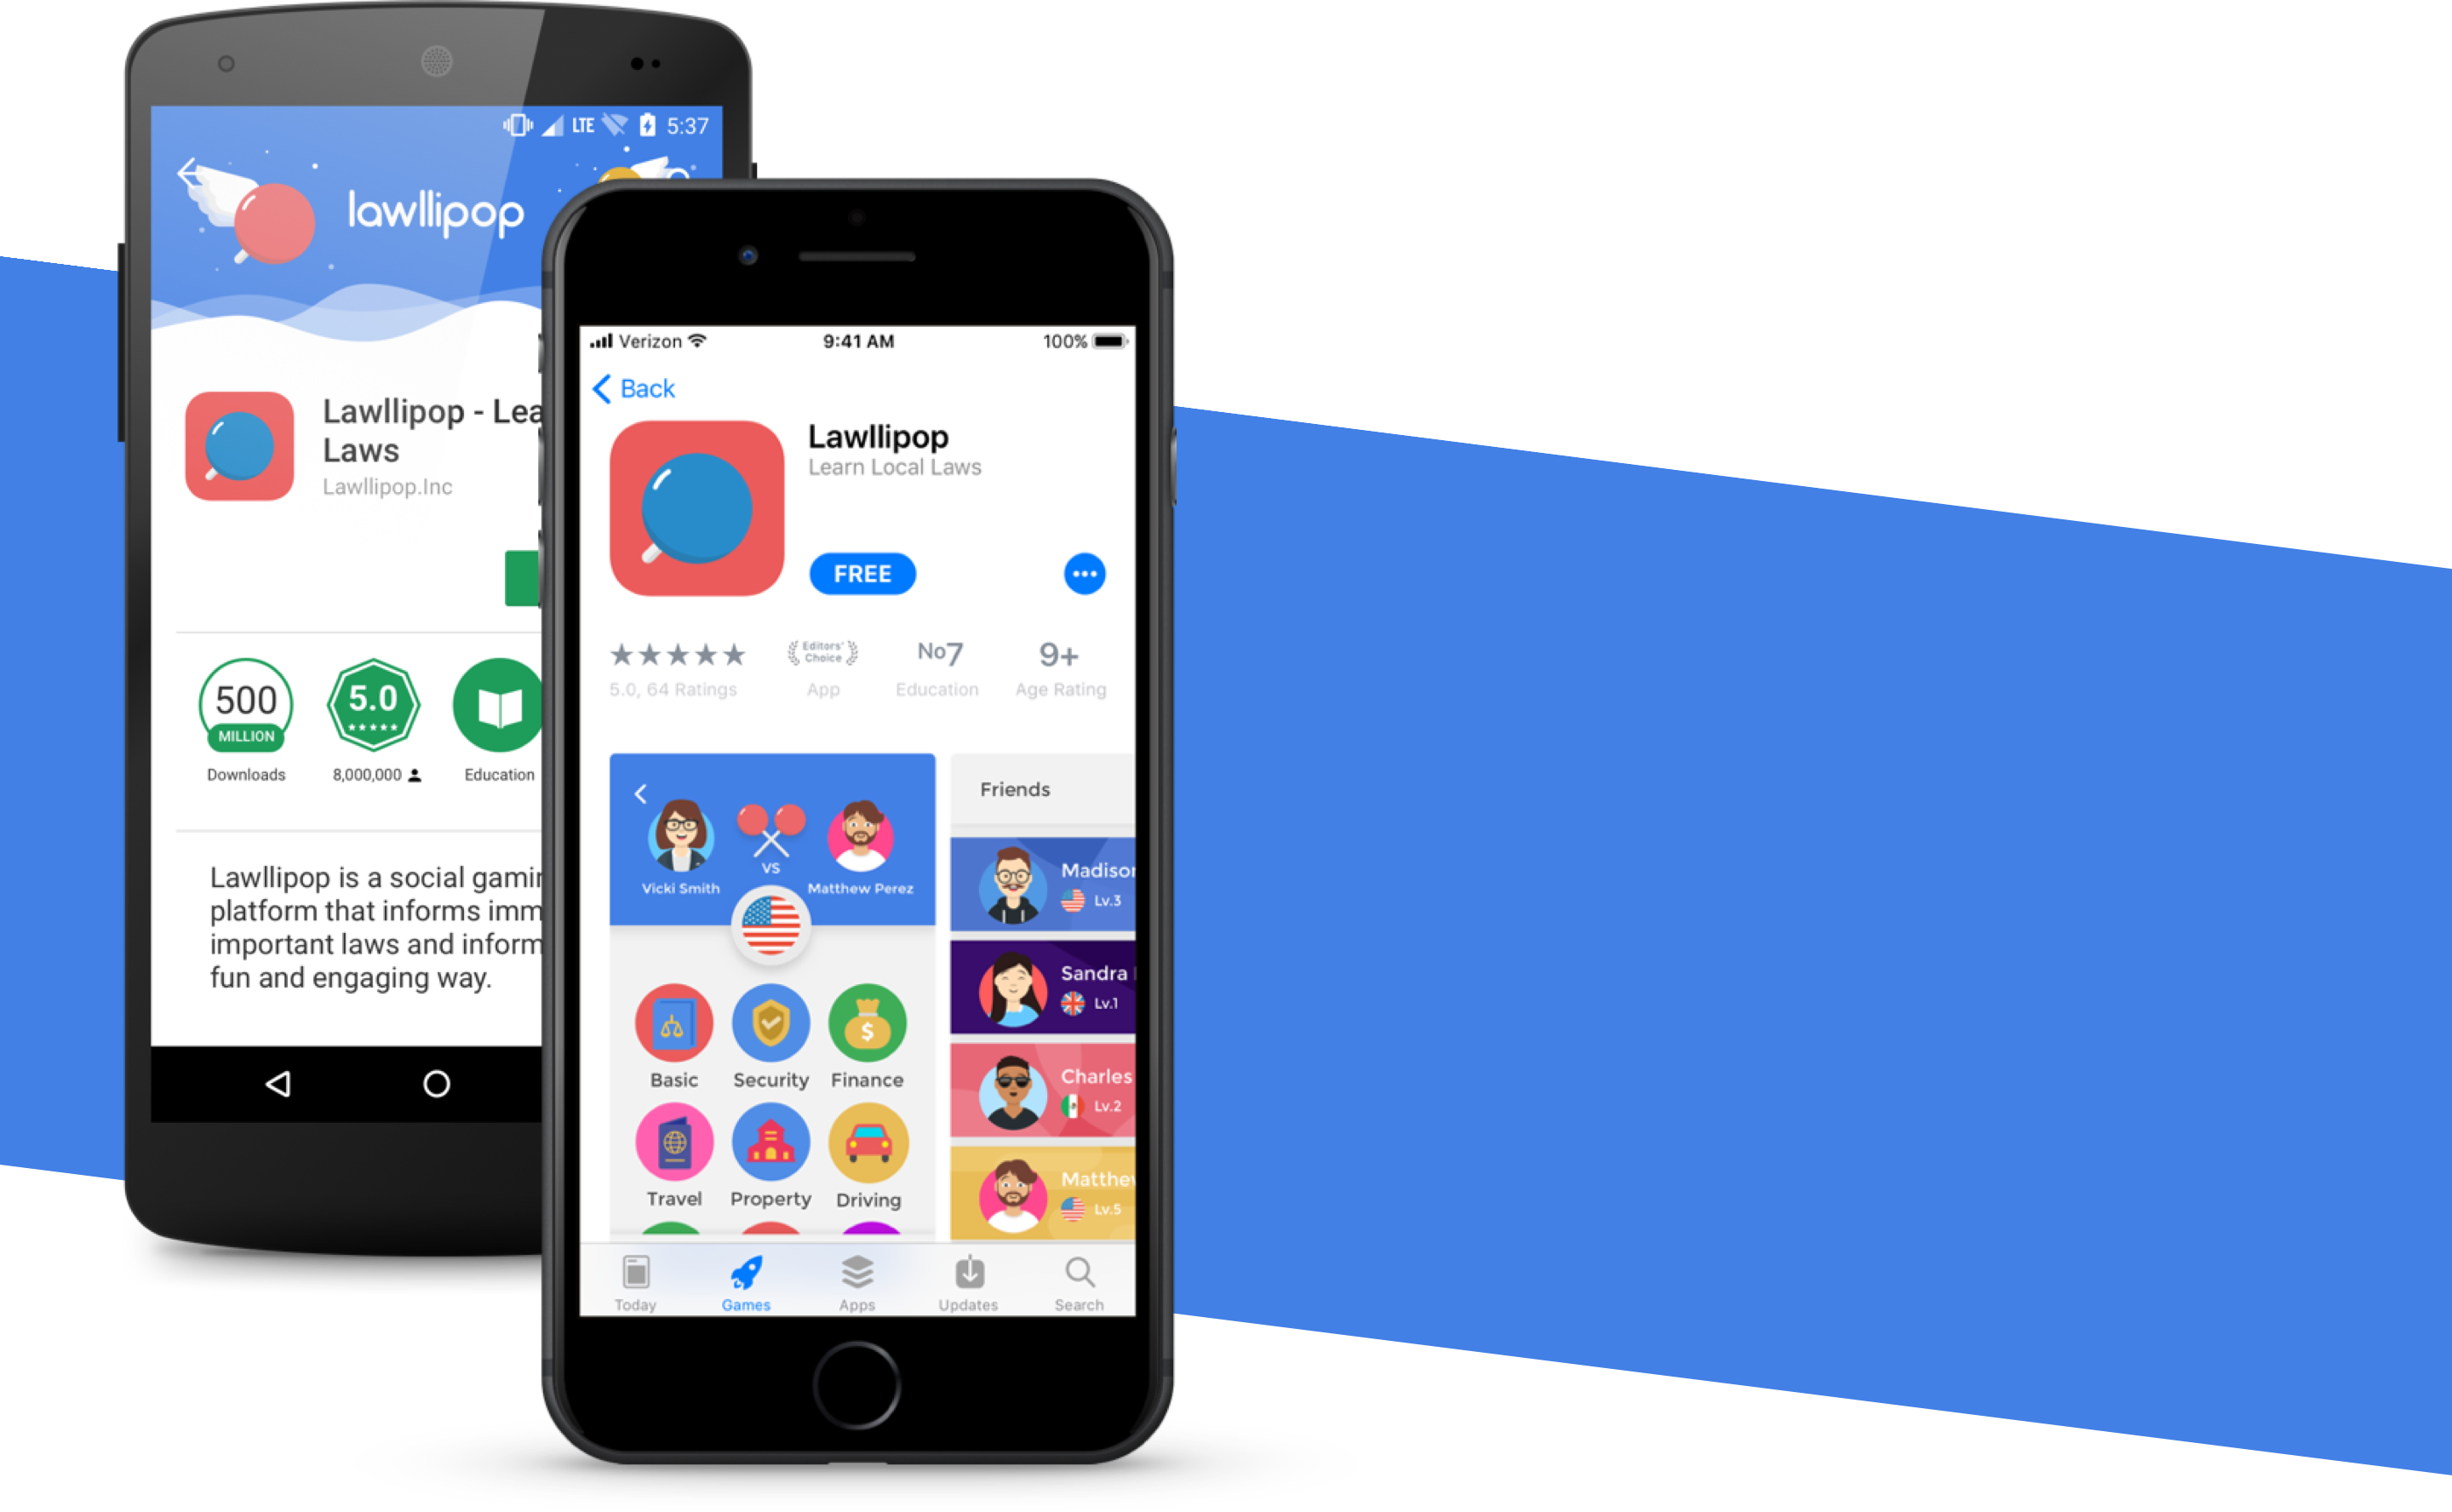 LTE 5:37
lawllipop
Lawllipop - Lea
Laws
Lawllipop.Inc
500
MILLION
Downloads
5.0
8,000,000
Education
Lawllipop is a social gamin
platform that informs imm
important laws and inform
fun and engaging way.
Verizon 9:41 AM 100%
Back
Lawllipop
Learn Local Laws
FREE
Editors'
Choice
No7
9+
5.0, 64 Ratings
App
Education
Age Rating
VS
Vicki Smith
Matthew Perez
$
Basic
Security
Finance
Travel
Property
Driving
Friends
Madison
Lv.3
Sandra
Lv.1
Charles
Lv.2
Matthew
Lv.5
Today
Games
Apps
Updates
Search